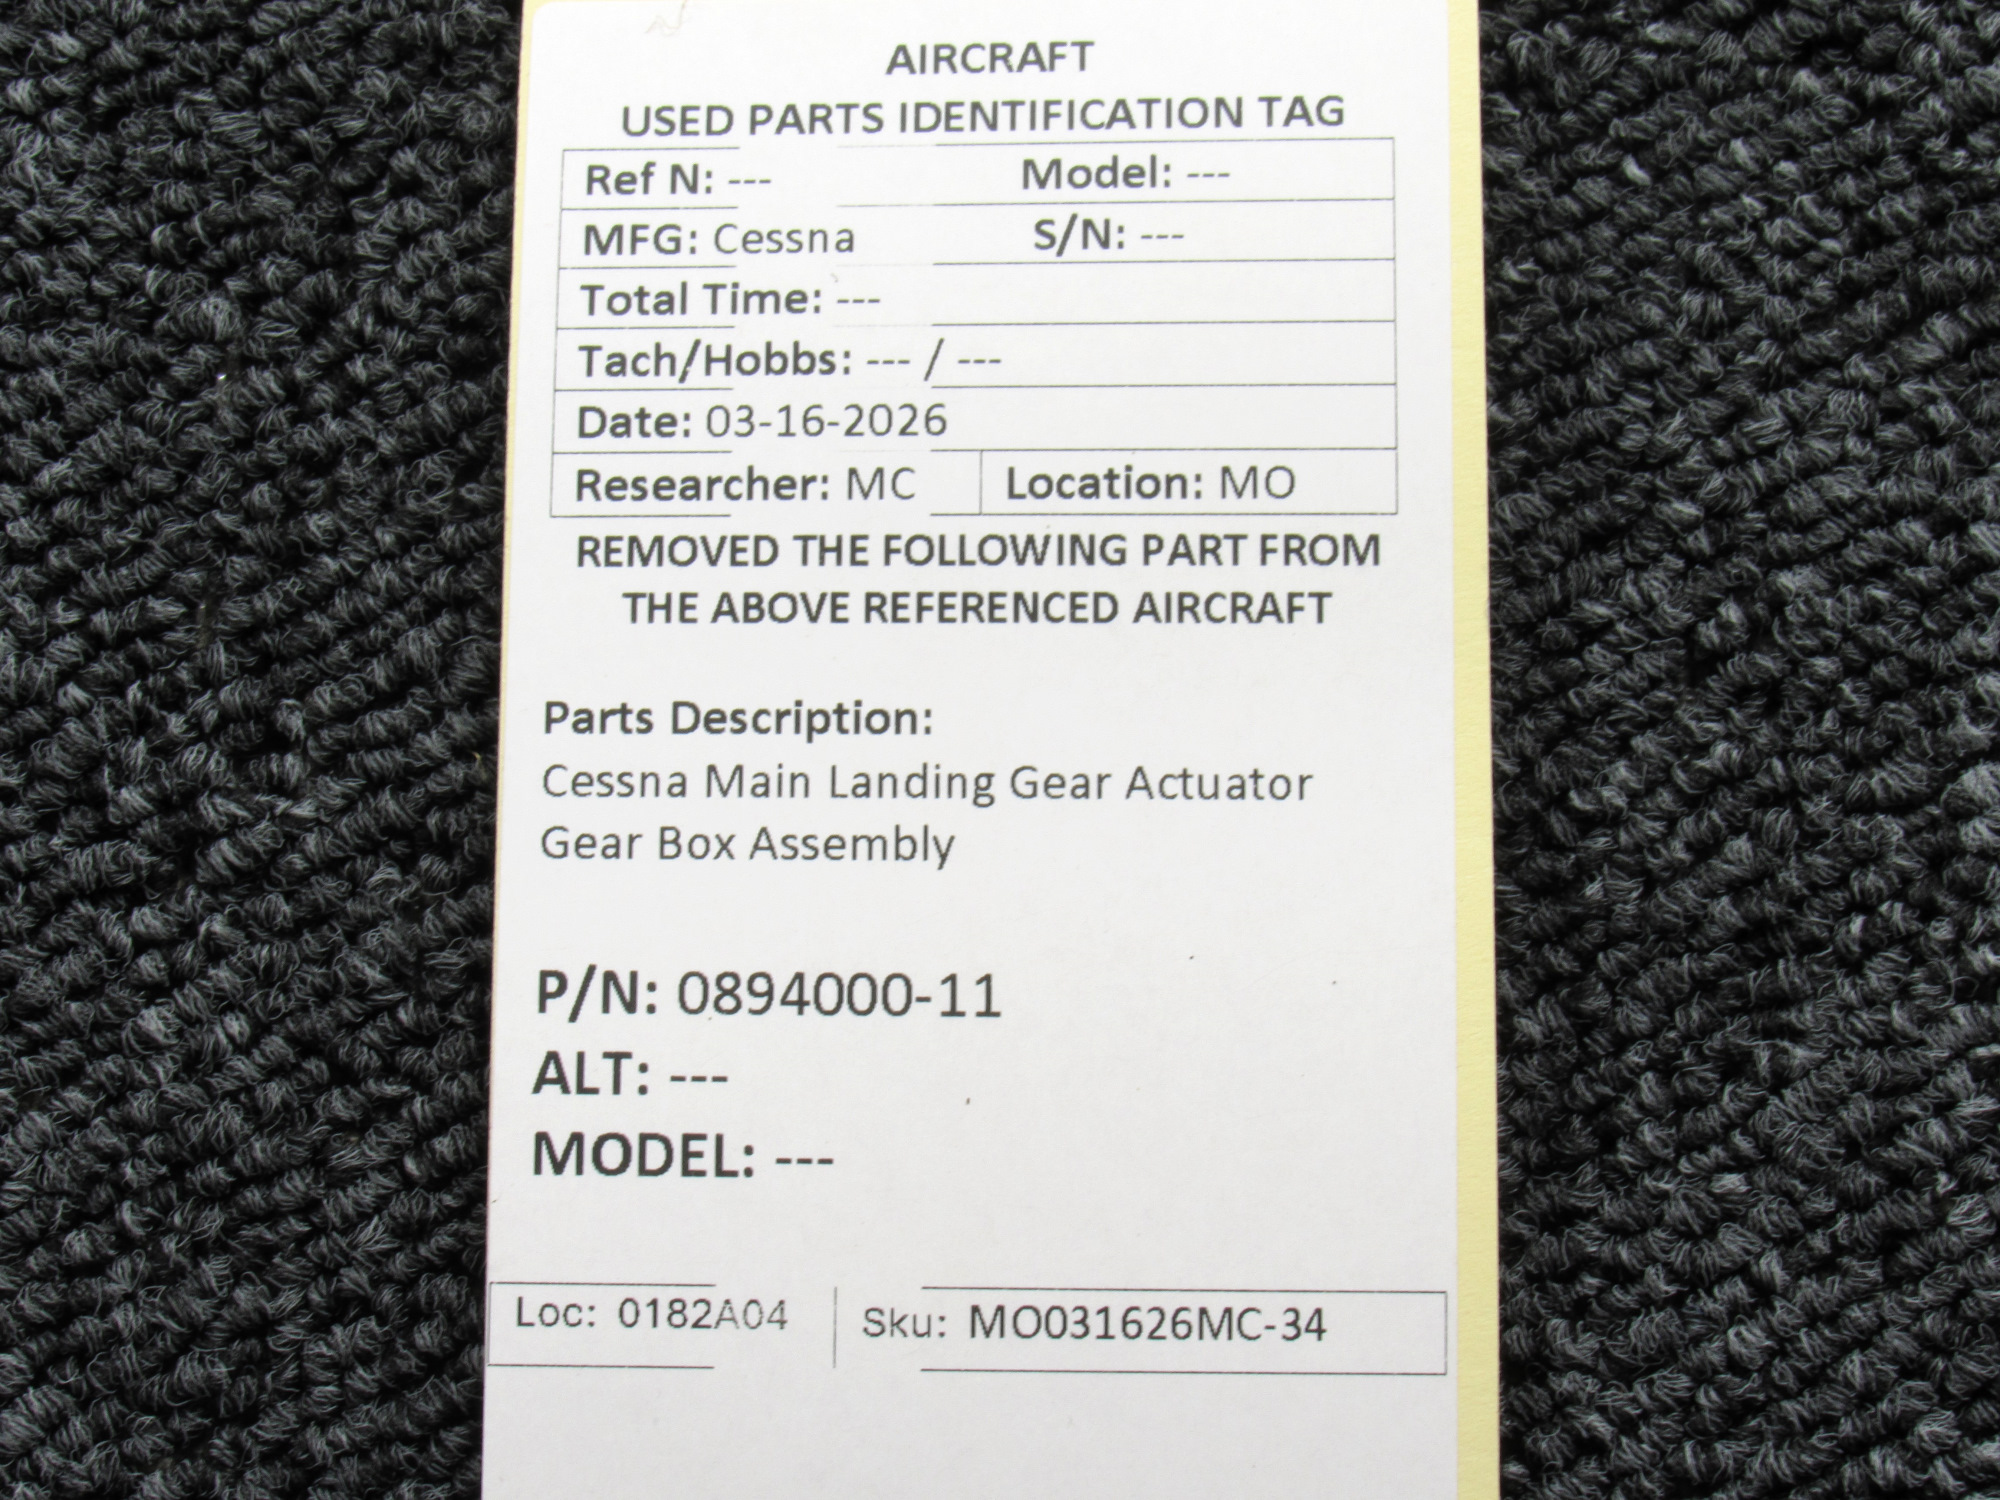 AIRCRAFT
USED PARTS IDENTIFICATION TAG
Ref N: --- Model: ---
MFG: Cessna S/N: ---
Total Time: ---
Tach/Hobbs: --- / ---
Date: 03-16-2026
Researcher: MC Location: MO
REMOVED THE FOLLOWING PART FROM
THE ABOVE REFERENCED AIRCRAFT
Parts Description:
Cessna Main Landing Gear Actuator
Gear Box Assembly
P/N: 0894000-11
ALT: ---
MODEL: ---
Loc: 0182A04 Sku: MO031626MC-34